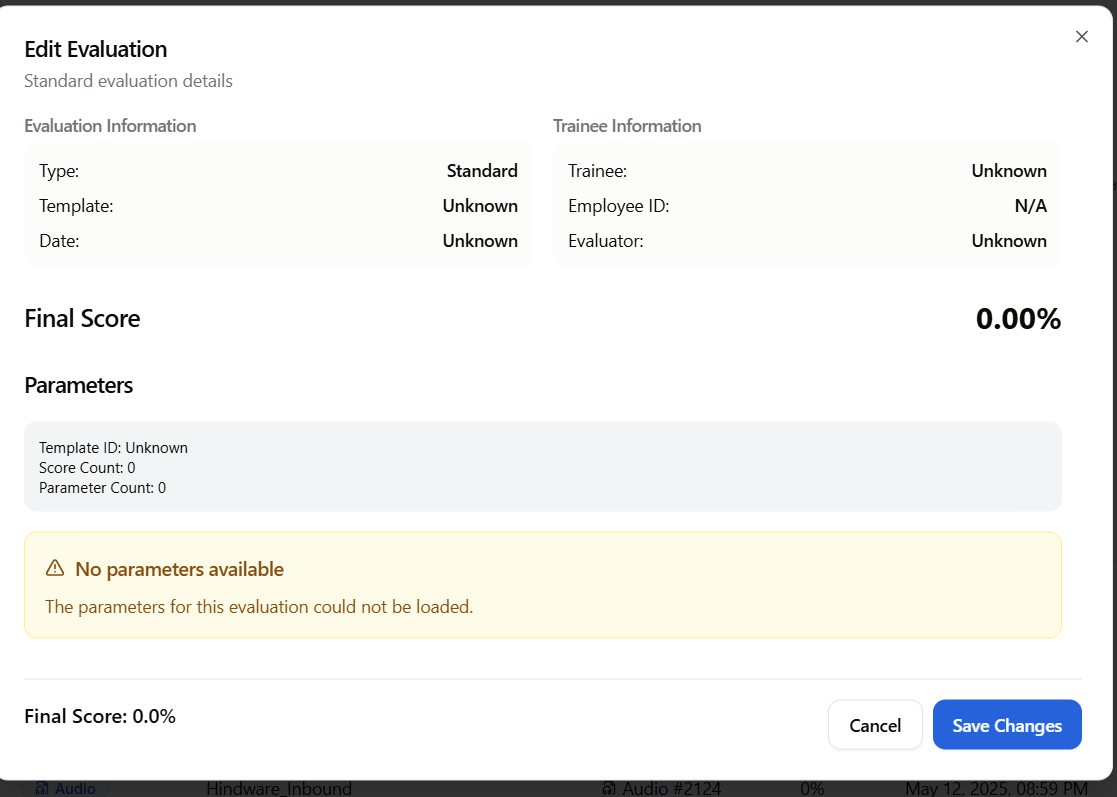 Edit Evaluation
Standard evaluation details
Evaluation Information
Type: Standard
Template: Unknown
Date: Unknown
Trainee Information
Trainee: Unknown
Employee ID: N/A
Evaluator: Unknown
Final Score 0.00%
Parameters
Template ID: Unknown
Score Count: 0
Parameter Count: 0
No parameters available
The parameters for this evaluation could not be loaded.
Final Score: 0.0%
Cancel
Save Changes
Audio Hindware_Inbound Audio #2124 0% May 12, 2025, 08:59 PM